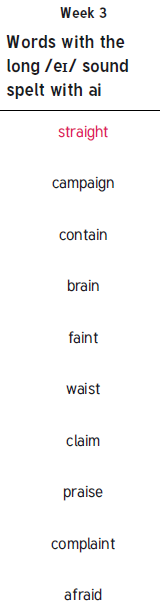 Week 3
Words with the
long /eɪ/ sound
spelt with ai
straight
campaign
contain
brain
faint
waist
claim
praise
complaint
afraid